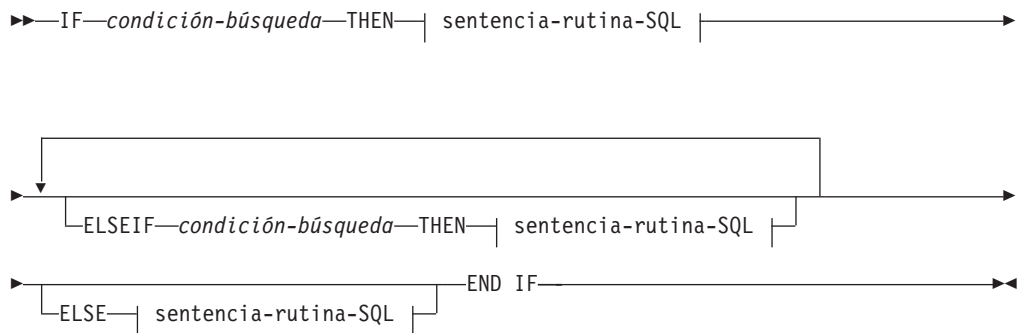 IF condición-búsqueda THEN sentencia-rutina-SQL
ELSEIF condición-búsqueda THEN sentencia-rutina-SQL
END IF
ELSE sentencia-rutina-SQL